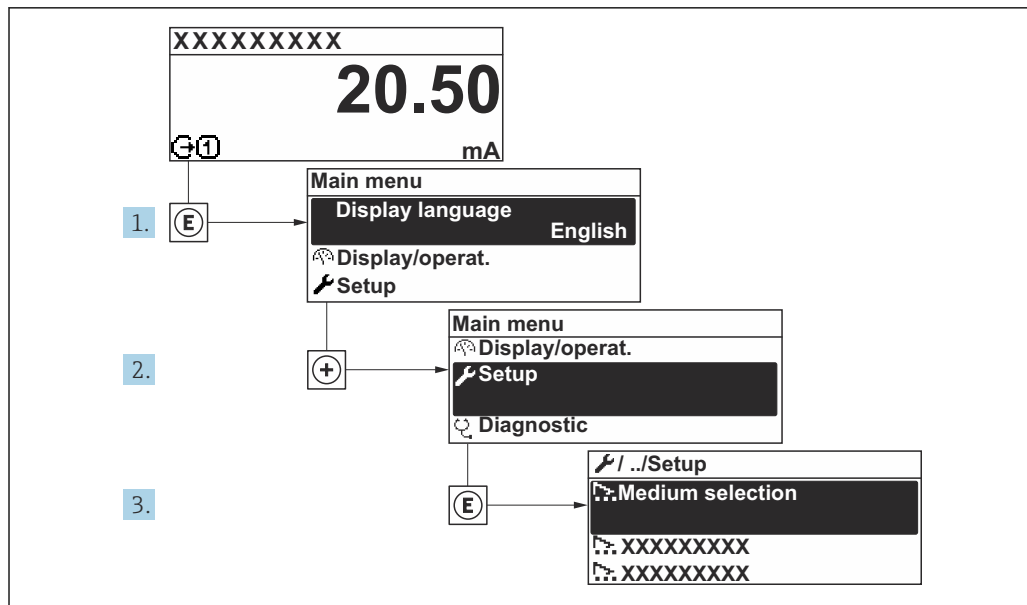 XXXXXXXXX
20.50
mA
1.
E
Main menu
Display language
English
Display/operat.
Setup
2.
+
Main menu
Display/operat.
Setup
Diagnostic
3.
E
/ ../Setup
Medium selection
XXXXXXXXX
XXXXXXXXX